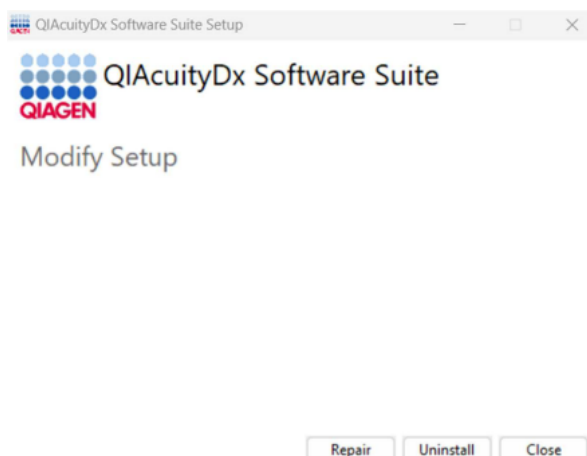 QIAcuityDx Software Suite Setup
QIAGEN
QIAcuityDx Software Suite
Modify Setup
Repair
Uninstall
Close